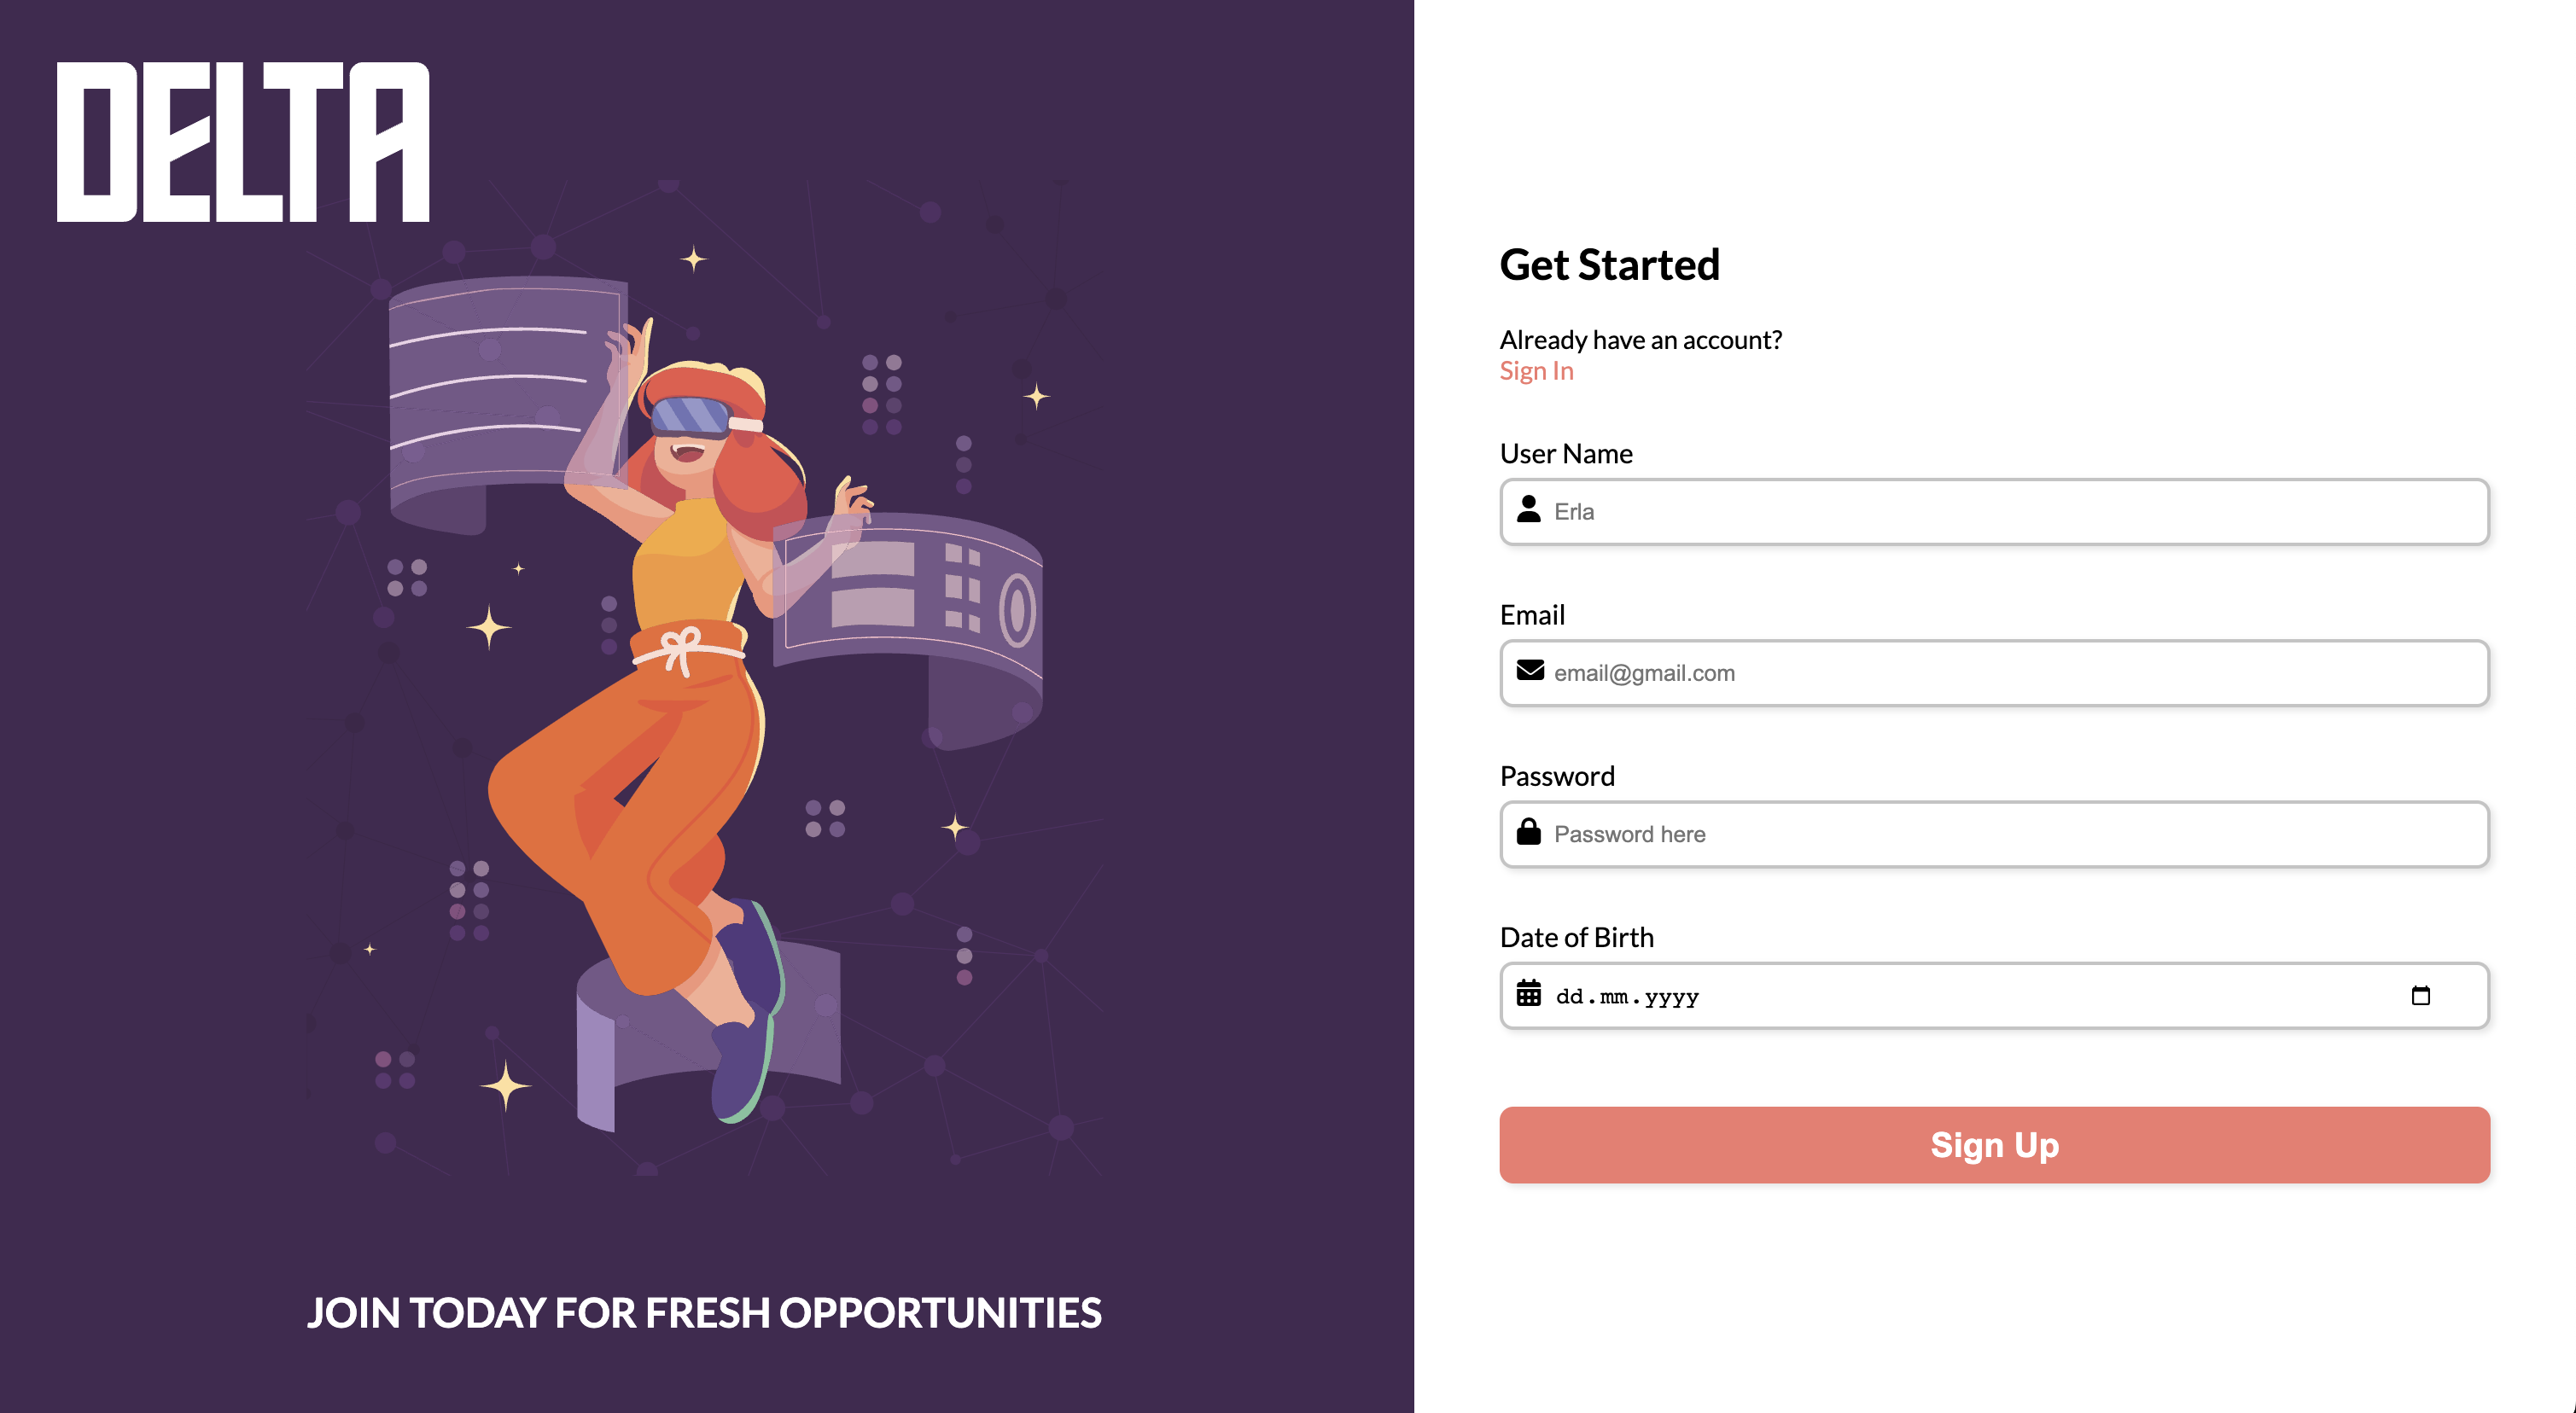 DELTA
JOIN TODAY FOR FRESH OPPORTUNITIES
Get Started
Already have an account?
Sign In
User Name
Erla
Email
email@gmail.com
Password
Password here
Date of Birth
dd.mm.yyyy
Sign Up